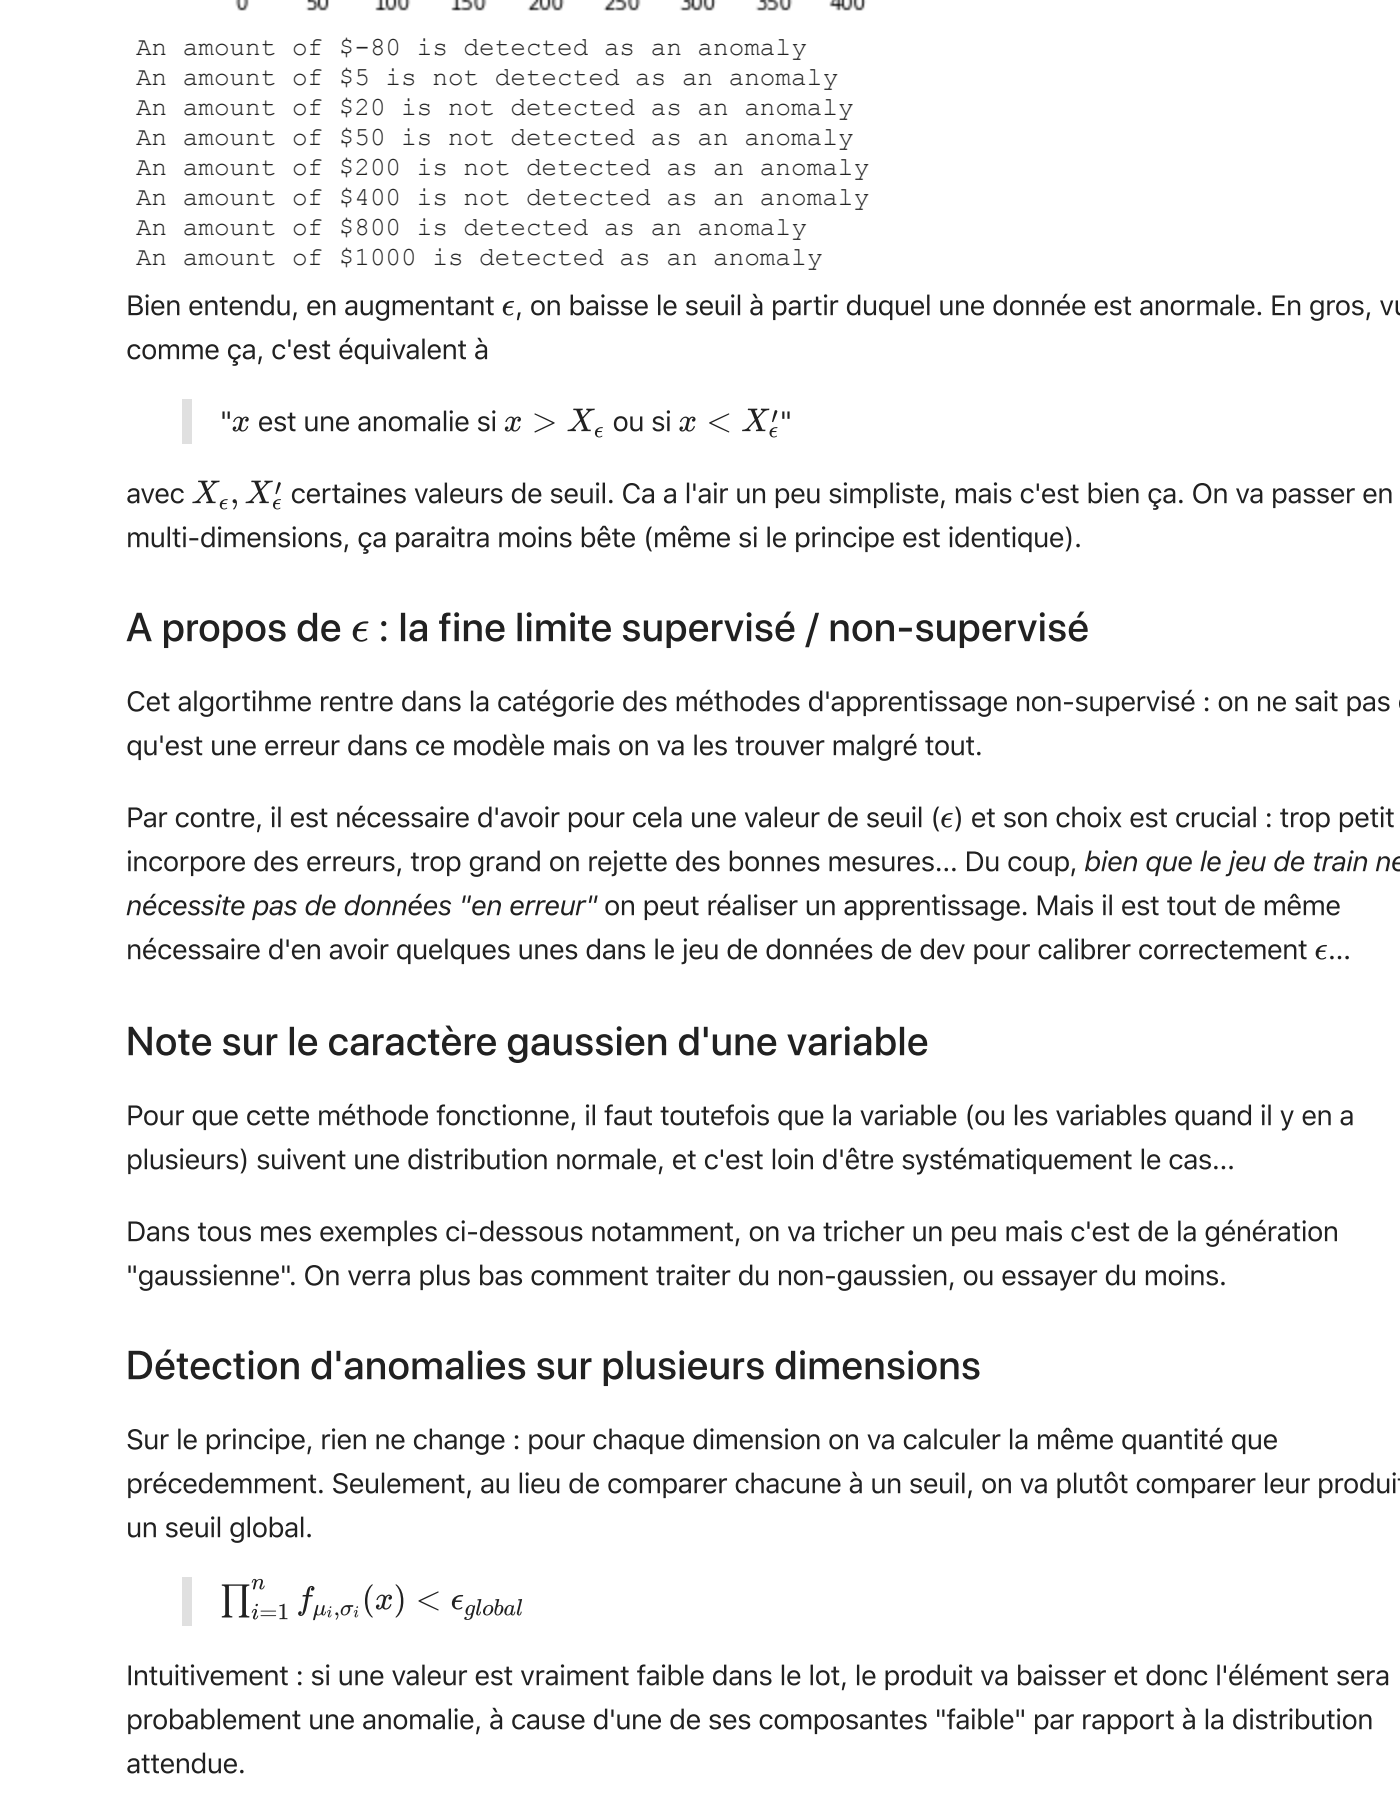 0 50 100 150 200 250 300 350 400
An amount of $-80 is detected as an anomaly
An amount of $5 is not detected as an anomaly
An amount of $20 is not detected as an anomaly
An amount of $50 is not detected as an anomaly
An amount of $200 is not detected as an anomaly
An amount of $400 is not detected as an anomaly
An amount of $800 is detected as an anomaly
An amount of $1000 is detected as an anomaly
Bien entendu, en augmentant ϵ, on baisse le seuil à partir duquel une donnée est anormale. En gros,
comme ça, c'est équivalent à
"x est une anomalie si x > X_ϵ ou si x < X'_ϵ"
avec X_ϵ, X'_ϵ certaines valeurs de seuil. Ca a l'air un peu simpliste, mais c'est bien ça. On va passer en
multi-dimensions, ça paraitra moins bête (même si le principe est identique).
A propos de ϵ : la fine limite supervisé / non-supervisé
Cet algortihme rentre dans la catégorie des méthodes d'apprentissage non-supervisé : on ne sait pas
qu'est une erreur dans ce modèle mais on va les trouver malgré tout.
Par contre, il est nécessaire d'avoir pour cela une valeur de seuil (ϵ) et son choix est crucial : trop petit
incorpore des erreurs, trop grand on rejette des bonnes mesures... Du coup, bien que le jeu de train ne
nécessite pas de données "en erreur" on peut réaliser un apprentissage. Mais il est tout de même
nécessaire d'en avoir quelques unes dans le jeu de données de dev pour calibrer correctement ϵ...
Note sur le caractère gaussien d'une variable
Pour que cette méthode fonctionne, il faut toutefois que la variable (ou les variables quand il y en a
plusieurs) suivent une distribution normale, et c'est loin d'être systématiquement le cas...
Dans tous mes exemples ci-dessous notamment, on va tricher un peu mais c'est de la génération
"gaussienne". On verra plus bas comment traiter du non-gaussien, ou essayer du moins.
Détection d'anomalies sur plusieurs dimensions
Sur le principe, rien ne change : pour chaque dimension on va calculer la même quantité que
précedemment. Seulement, au lieu de comparer chacune à un seuil, on va plutôt comparer leur produit
un seuil global.
∏_{i=1}^{n} f_{μ_i,σ_i}(x) < ϵ_{global}
Intuitivement : si une valeur est vraiment faible dans le lot, le produit va baisser et donc l'élément sera
probablement une anomalie, à cause d'une de ses composantes "faible" par rapport à la distribution
attendue.